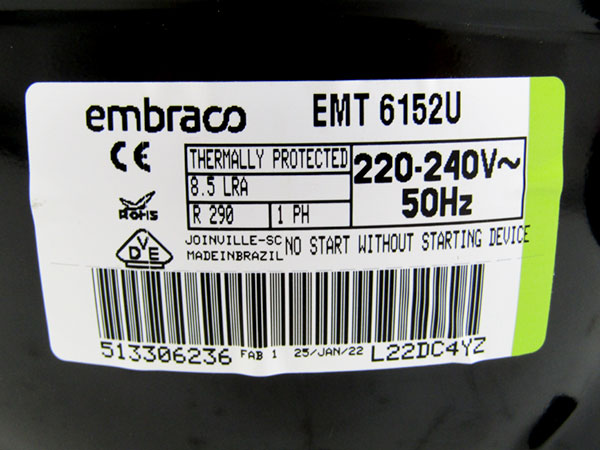 embraco
EMT 6152U
CE
THERMALLY PROTECTED
8.5 LRA
R 290
1 PH
220-240V~
50Hz
RoHS
VDE
JOINVILLE-SC
MADEINBRAZIL
NO START WITHOUT STARTING DEVICE
513306236 FAB 1 25/JAN/22 L22DC4YZ